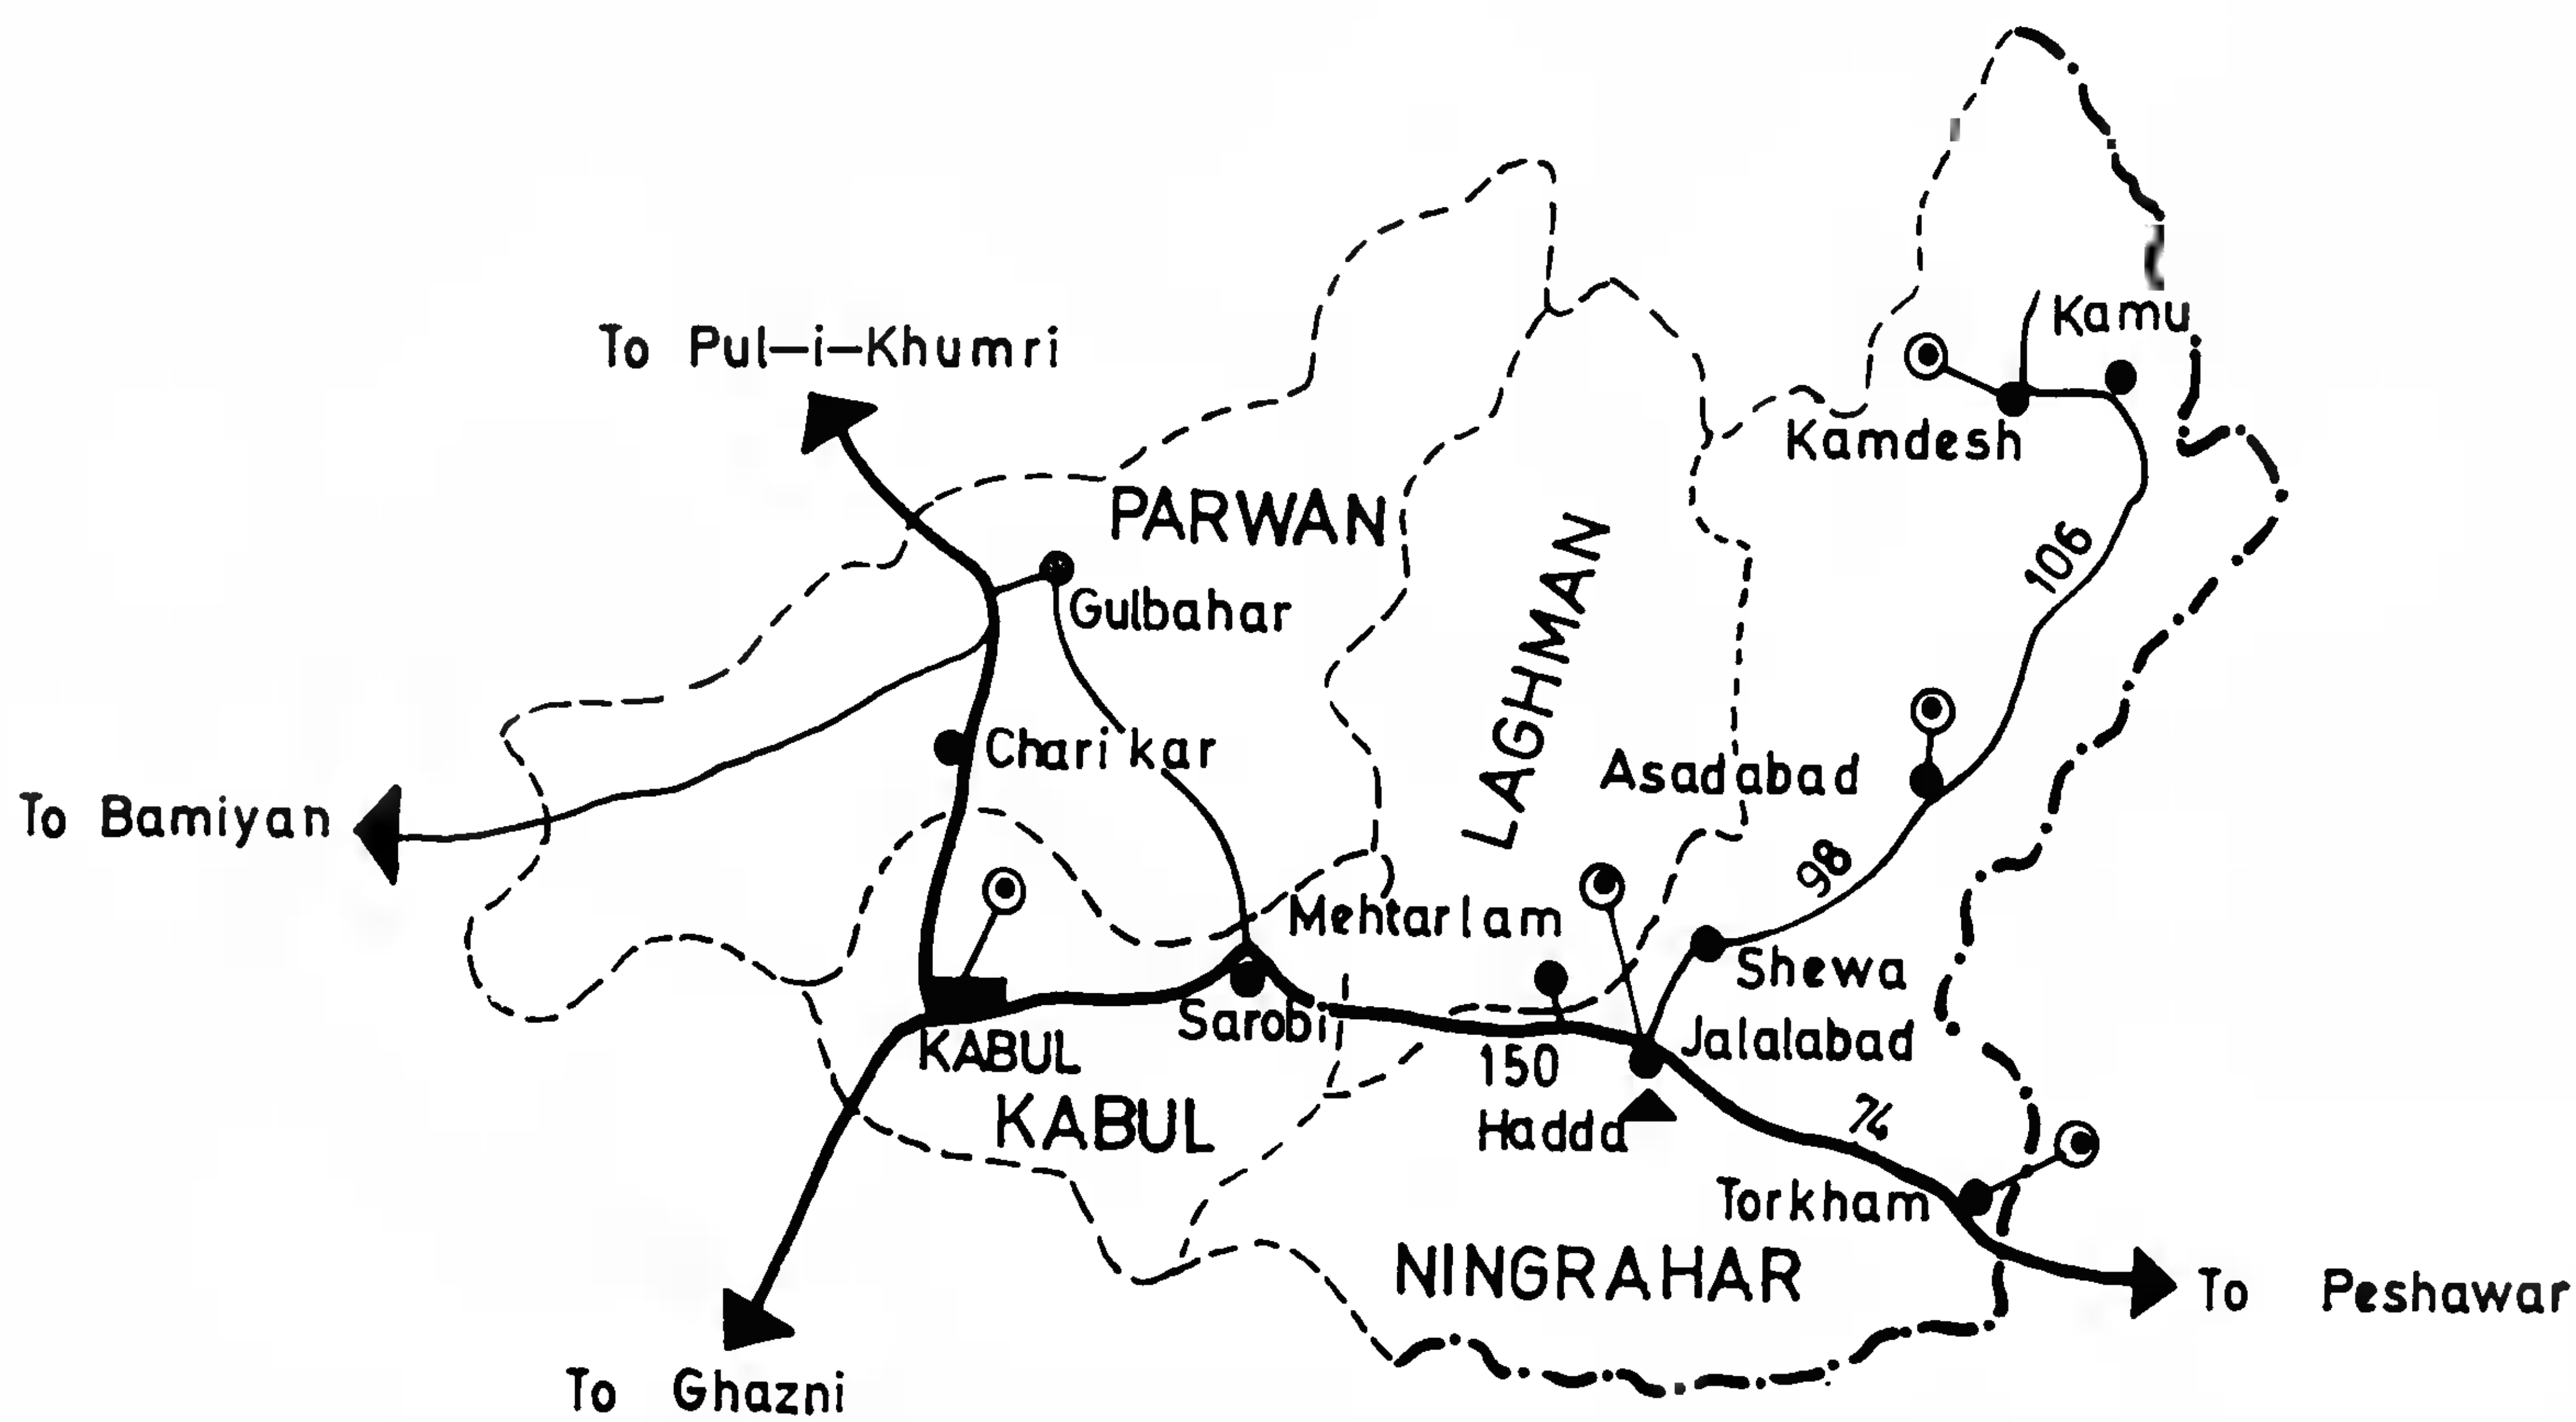 Kamu
To Pul-i-Khumri
Kamdesh
PARWAN
LAGHMAN
106
Gulbahar
Charikar
Asadabad
To Bamiyan
98
Mehtarlam
Shewa
Sarobi
Jalalabad
KABUL
150
74
KABUL
Hadda
Torkham
NINGRAHAR
To Peshawar
To Ghazni